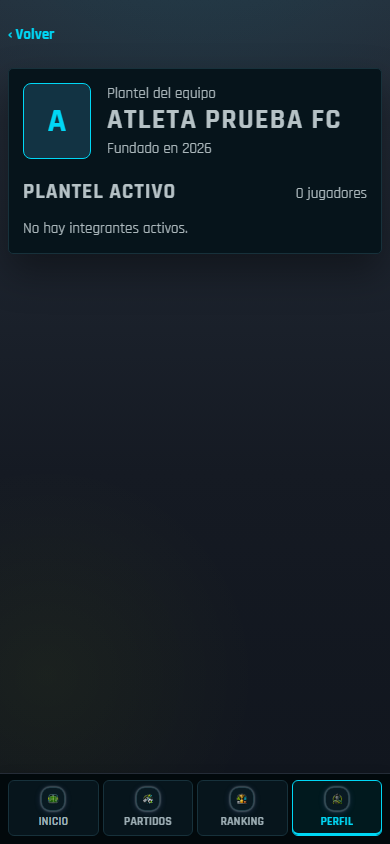 ‹ Volver
A
Plantel del equipo
ATLETA PRUEBA FC
Fundado en 2026
PLANTEL ACTIVO
0 jugadores
No hay integrantes activos.
INICIO
PARTIDOS
RANKING
PERFIL